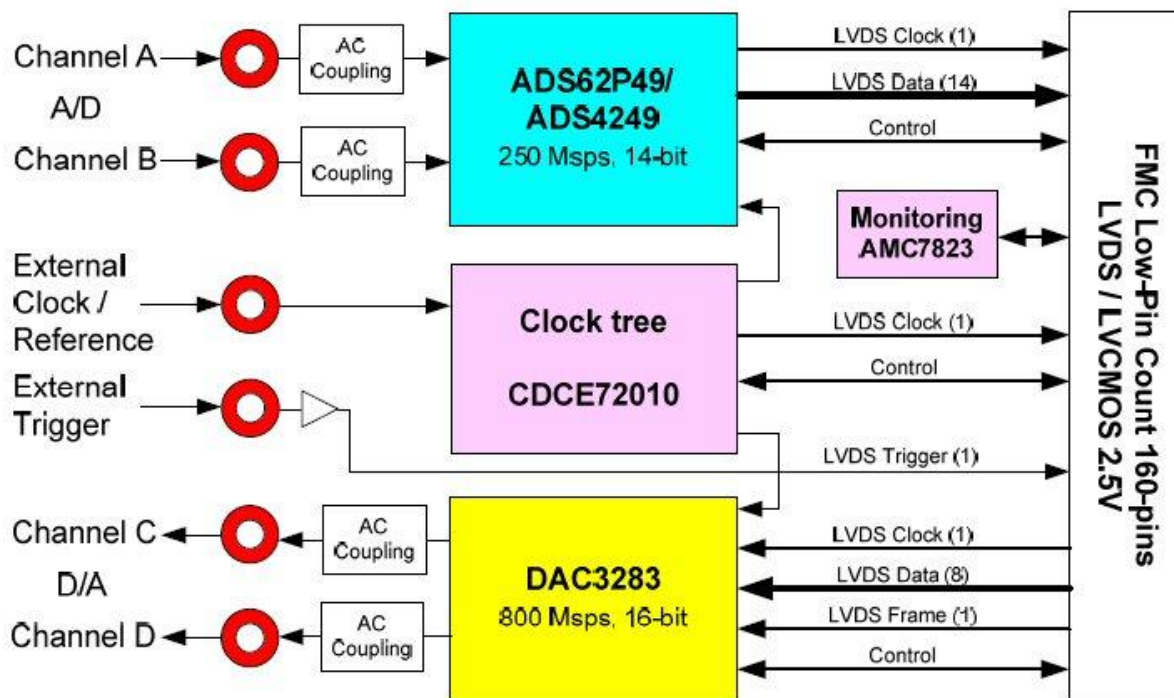 Channel A
A/D
Channel B
AC
Coupling
AC
Coupling
ADS62P49/
ADS4249
250 Msps, 14-bit
LVDS Clock (1)
LVDS Data (14)
Control
Monitoring
AMC7823
External
Clock /
Reference
External
Trigger
Clock tree
CDCE72010
LVDS Clock (1)
Control
LVDS Trigger (1)
Channel C
D/A
Channel D
AC
Coupling
AC
Coupling
DAC3283
800 Msps, 16-bit
LVDS Clock (1)
LVDS Data (8)
LVDS Frame (1)
Control
FMC Low-Pin Count 160-pins
LVDS / LVCMOS 2.5V